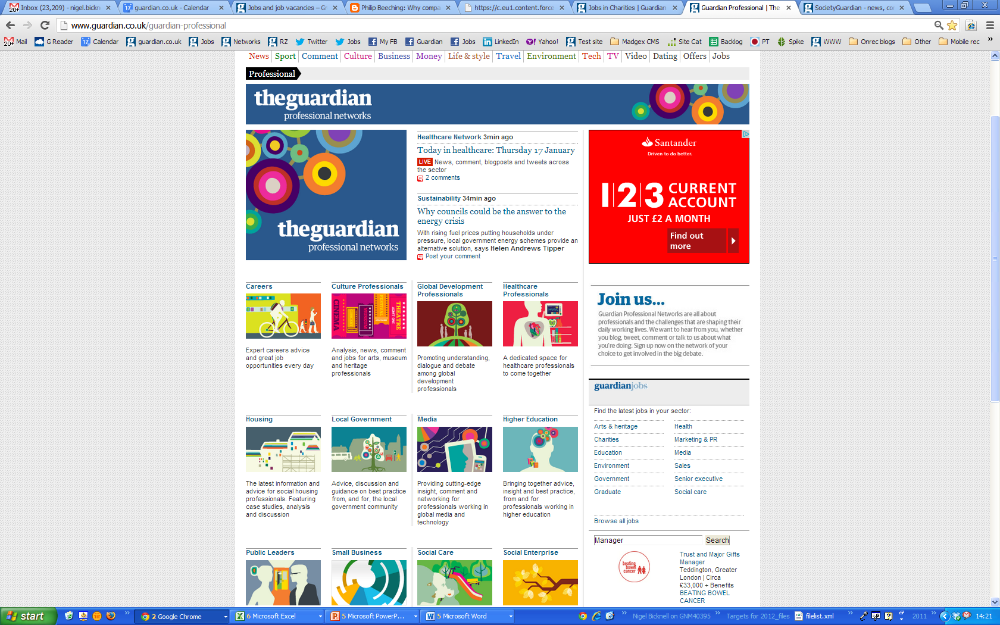 Inbox (23,209) - nigel.bickn
guardian.co.uk - Calendar
Jobs and job vacancies – Gr
Philip Beeching: Why compa
https://c.eu1.content.force
Jobs in Charities | Guardian
Guardian Professional | The
SocietyGuardian - news, co
www.guardian.co.uk/guardian-professional
Mail
G Reader
Calendar
guardian.co.uk
Jobs
Networks
RZ
Twitter
Jobs
My FB
Guardian
Jobs
LinkedIn
Yahoo!
Test site
Madgex CMS
Site Cat
Backlog
PT
Spike
WWW
Onrec blogs
Other
Mobile rec
News
Sport
Comment
Culture
Business
Money
Life & style
Travel
Environment
Tech
TV
Video
Dating
Offers
Jobs
Professional
theguardian
professional networks
theguardian
professional networks
Healthcare Network 3min ago
Today in healthcare: Thursday 17 January
LIVE News, comment, blogposts and tweets across
the sector
2 comments
Sustainability 34min ago
Why councils could be the answer to the
energy crisis
With rising fuel prices putting households under
pressure, local government energy schemes provide an
alternative solution, says Helen Andrews Tipper
Post your comment
Santander
Driven to do better.
1|2|3 CURRENT
ACCOUNT
JUST £2 A MONTH
Find out
more
Careers
Expert careers advice
and great job
opportunities every day
Culture Professionals
CINEMA
MUSEUM
FESTIVAL
THEATRE
ADMIT ONE
Analysis, news, comment
and jobs for arts, museum
and heritage
professionals
Global Development
Professionals
Promoting understanding,
dialogue and debate
among global
development
professionals
Healthcare
Professionals
A dedicated space for
healthcare professionals
to come together
Join us...
Guardian Professional Networks are all about
professionals and the challenges that are shaping their
daily working lives. We want to hear from you, whether
you blog, tweet, comment or talk to us about what
you're doing. Sign up now on the network of your
choice to get involved in the big debate.
Housing
The latest information and
advice for social housing
professionals. Featuring
case studies, analysis
and discussion
Local Government
Advice, discussion and
guidance on best practice
from, and for, the local
government community
Media
Providing cutting-edge
insight, comment and
networking for
professionals working in
global media and
technology
Higher Education
Bringing together advice,
insight and best practice,
from and for
professionals working in
higher education
guardianjobs
Find the latest jobs in your sector:
Arts & heritage
Health
Charities
Marketing & PR
Education
Media
Environment
Sales
Government
Senior executive
Graduate
Social care
Browse all jobs
Manager
Search
beating
bowel
cancer
Trust and Major Gifts
Manager
Teddington, Greater
London | Circa
£33,000 + Benefits
BEATING BOWEL
CANCER
Public Leaders
Small Business
Social Care
Social Enterprise
start
2 Google Chrome
6 Microsoft Excel
5 Microsoft PowerP...
5 Microsoft Word
Nigel Bicknell on GNM40395
Targets for 2012_files
filelist.xml
2011
14:21